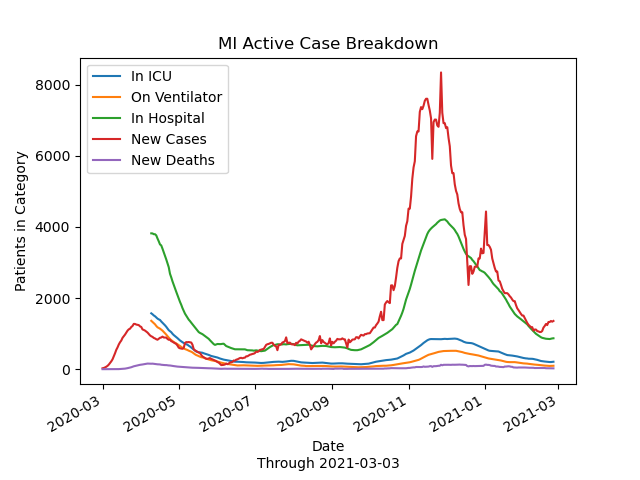 MI Active Case Breakdown
In ICU
On Ventilator
In Hospital
New Cases
New Deaths
Patients in Category
8000
6000
4000
2000
0
2020-03
2020-05
2020-07
2020-09
2020-11
2021-01
2021-03
Date
Through 2021-03-03